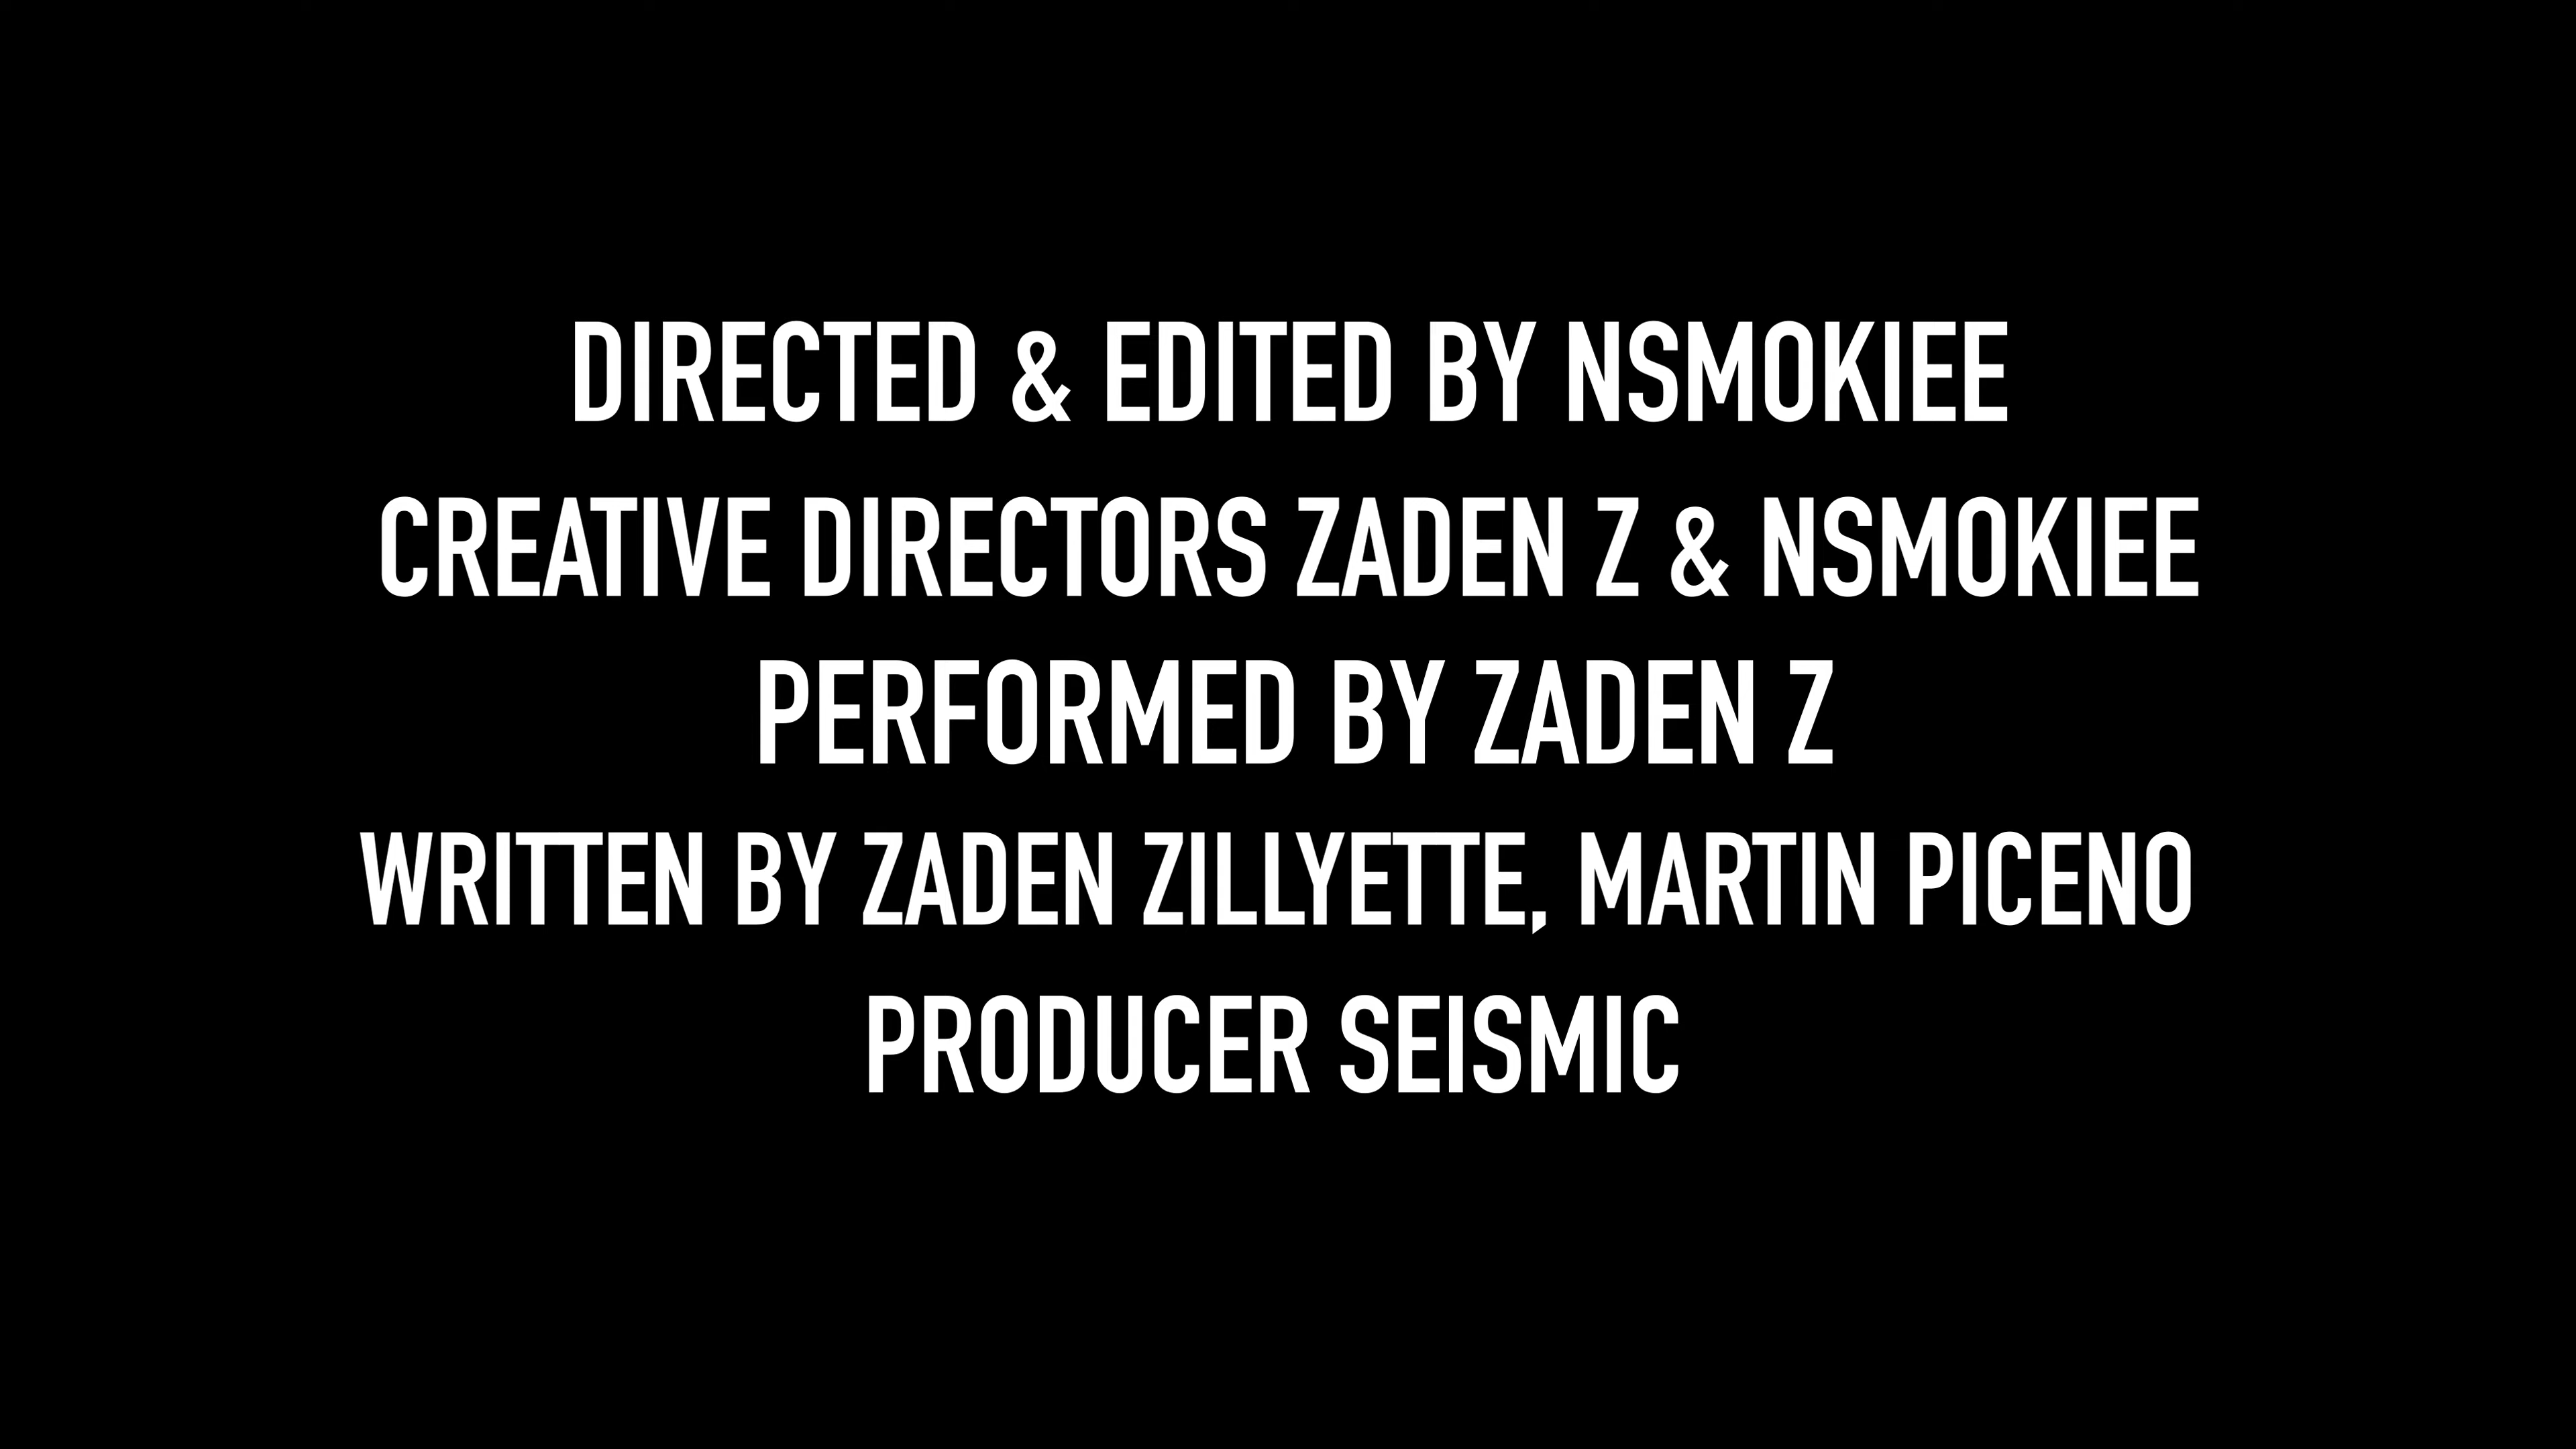 DIRECTED & EDITED BY NSMOKIEE
CREATIVE DIRECTORS ZADEN Z & NSMOKIEE
PERFORMED BY ZADEN Z
WRITTEN BY ZADEN ZILLYETTE, MARTIN PICENO
PRODUCER SEISMIC